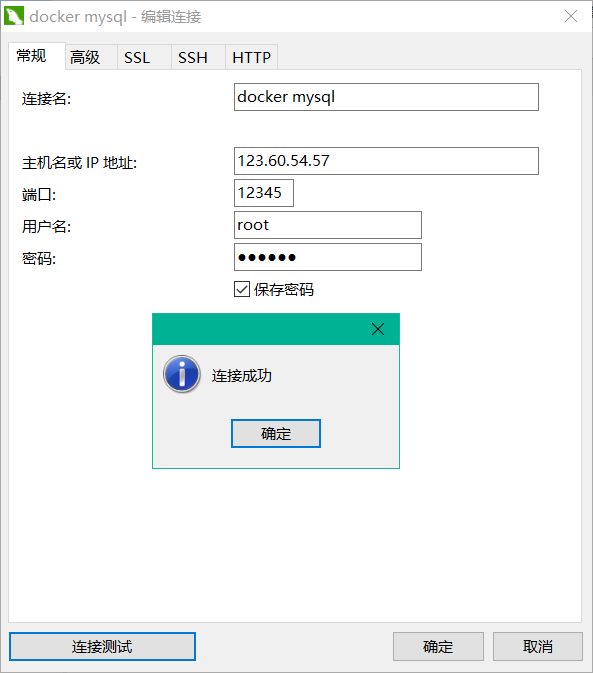 docker mysql - 编辑连接
常规 高级 SSL SSH HTTP
连接名: docker mysql
主机名或 IP 地址: 123.60.54.57
端口: 12345
用户名: root
密码: ●●●●●●
保存密码
连接成功
确定
连接测试 确定 取消